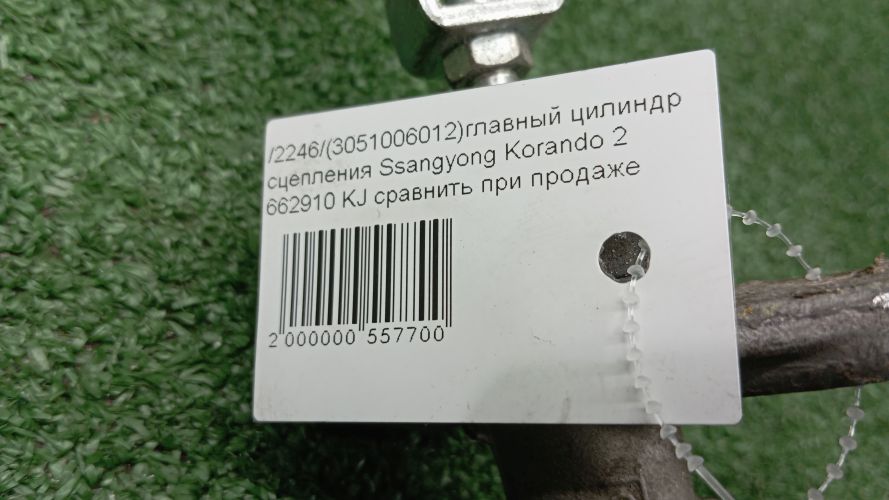 /2246/(3051006012)главный цилиндр
сцепления Ssangyong Korando 2
662910 KJ сравнить при продаже
2 000000 557700